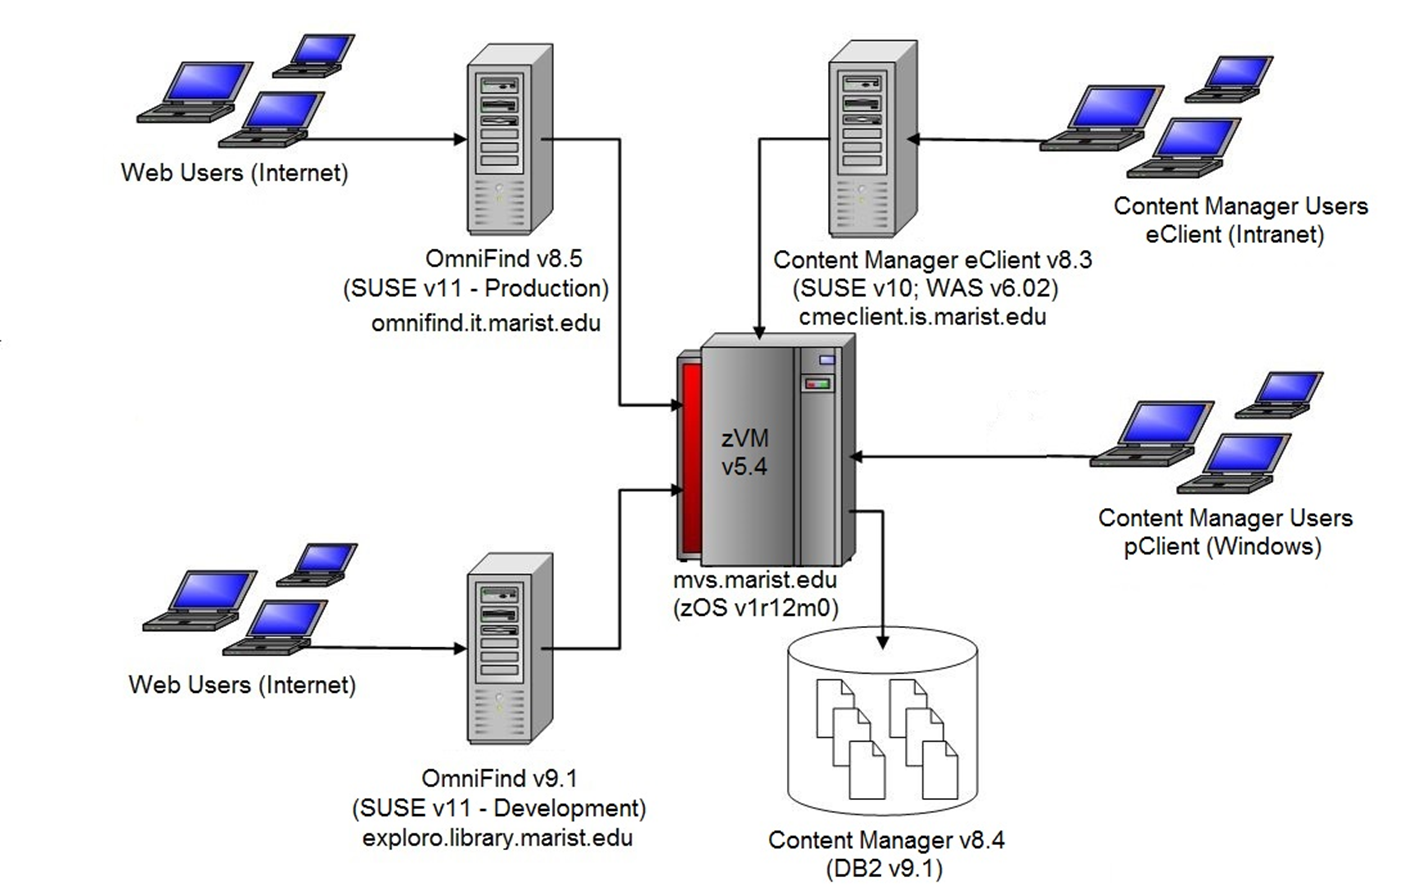 Web Users (Internet)
OmniFind v8.5
(SUSE v11 - Production)
omnifind.it.marist.edu
Content Manager eClient v8.3
(SUSE v10; WAS v6.02)
cmeclient.is.marist.edu
Content Manager Users
eClient (Intranet)
zVM
v5.4
mvs.marist.edu
(zOS v1r12m0)
Content Manager Users
pClient (Windows)
Web Users (Internet)
OmniFind v9.1
(SUSE v11 - Development)
exploro.library.marist.edu
Content Manager v8.4
(DB2 v9.1)